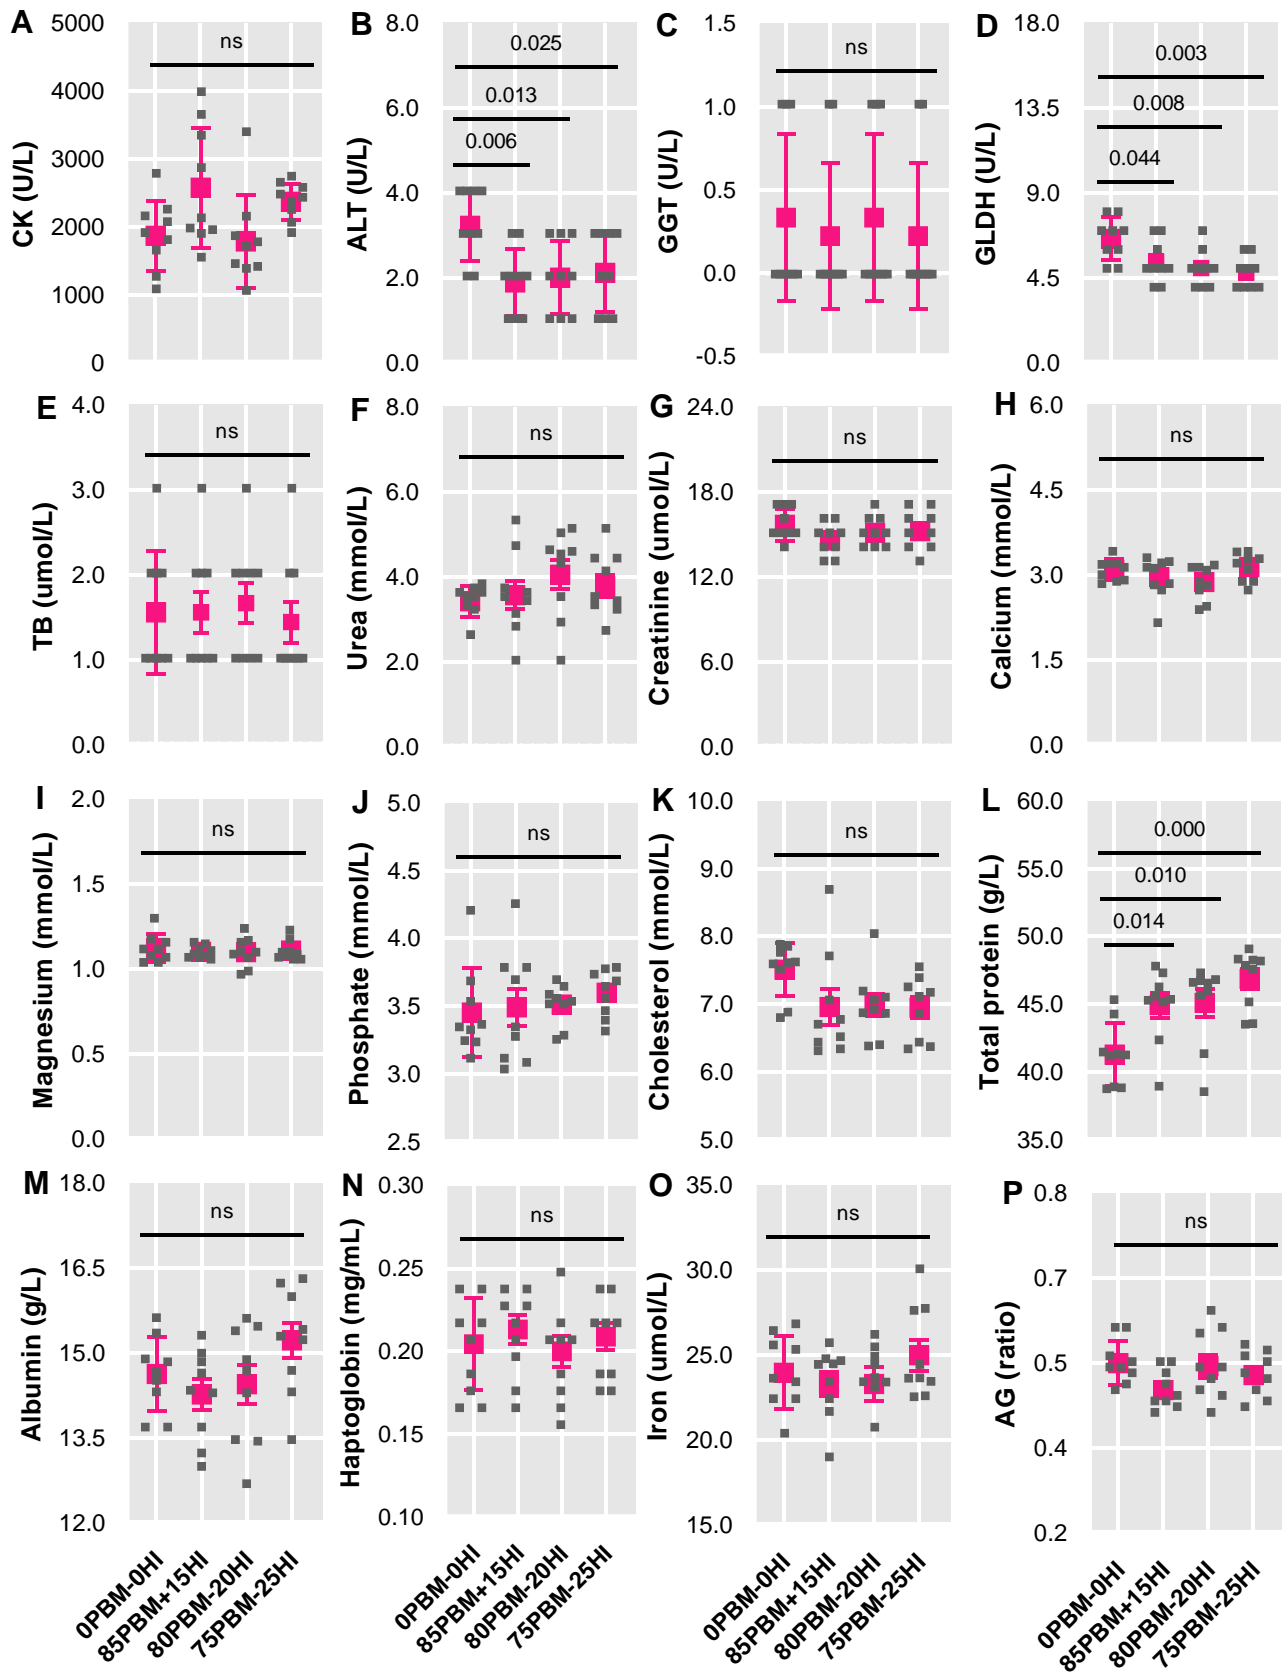 A
CK (U/L)
5000
4000
3000
2000
1000
0
ns
B
ALT (U/L)
8.0
6.0
4.0
2.0
0.0
0.025
0.013
0.006
C
GGT (U/L)
1.5
1.0
0.5
0.0
-0.5
ns
D
GLDH (U/L)
18.0
13.5
9.0
4.5
0.0
0.003
0.008
0.044
E
TB (umol/L)
4.0
3.0
2.0
1.0
0.0
ns
F
Urea (mmol/L)
8.0
6.0
4.0
2.0
0.0
ns
G
Creatinine (umol/L)
24.0
18.0
12.0
6.0
0.0
ns
H
Calcium (mmol/L)
6.0
4.5
3.0
1.5
0.0
ns
I
Magnesium (mmol/L)
2.0
1.5
1.0
0.5
0.0
ns
J
Phosphate (mmol/L)
5.0
4.5
4.0
3.5
3.0
2.5
ns
K
Cholesterol (mmol/L)
10.0
9.0
8.0
7.0
6.0
5.0
ns
L
Total protein (g/L)
60.0
55.0
50.0
45.0
40.0
35.0
0.000
0.010
0.014
M
Albumin (g/L)
18.0
16.5
15.0
13.5
12.0
ns
N
Haptoglobin (mg/mL)
0.30
0.25
0.20
0.15
0.10
ns
O
Iron (umol/L)
35.0
30.0
25.0
20.0
15.0
ns
P
AG (ratio)
0.8
0.7
0.5
0.4
0.2
ns
0PBM-0HI
85PBM+15HI
80PBM-20HI
75PBM-25HI
0PBM-0HI
85PBM+15HI
80PBM-20HI
75PBM-25HI
0PBM-0HI
85PBM+15HI
80PBM-20HI
75PBM-25HI
0PBM-0HI
85PBM+15HI
80PBM-20HI
75PBM-25HI